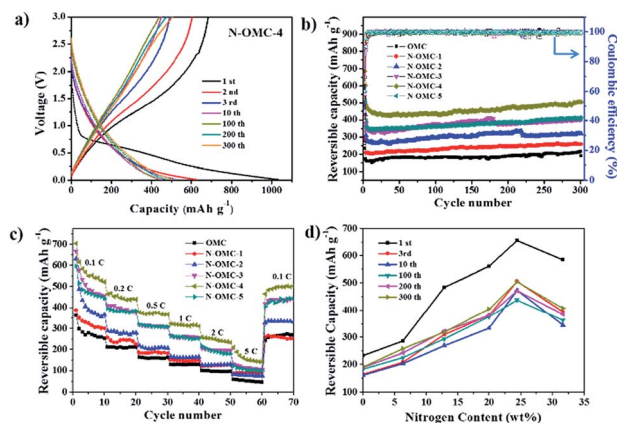 a)
N-OMC-4
Voltage (V)
3.0
2.5
2.0
1.5
1.0
0.5
0.0
1 st
2 nd
3 rd
10 th
100 th
200 th
300 th
0 200 400 600 800 1000
Capacity (mAh g⁻¹)
b)
Reversible capacity (mAh g⁻¹)
900
800
700
600
500
400
300
200
100
0
OMC
N-OMC-1
N-OMC-2
N-OMC-3
N-OMC-4
N-OMC-5
100
80
60
40
20
0
Coulombic efficiency (%)
0 50 100 150 200 250 300
Cycle number
c)
Reversible capacity (mAh g⁻¹)
700
600
500
400
300
200
100
0
0.1 C
0.2 C
0.5 C
1 C
2 C
5 C
0.1 C
OMC
N-OMC-1
N-OMC-2
N-OMC-3
N-OMC-4
N-OMC-5
0 10 20 30 40 50 60 70
Cycle number
d)
Reversible capacity (mAh g⁻¹)
700
600
500
400
300
200
100
1 st
3rd
10 th
100 th
200 th
300 th
0 5 10 15 20 25 30 35
Nitrogen Content (wt%)